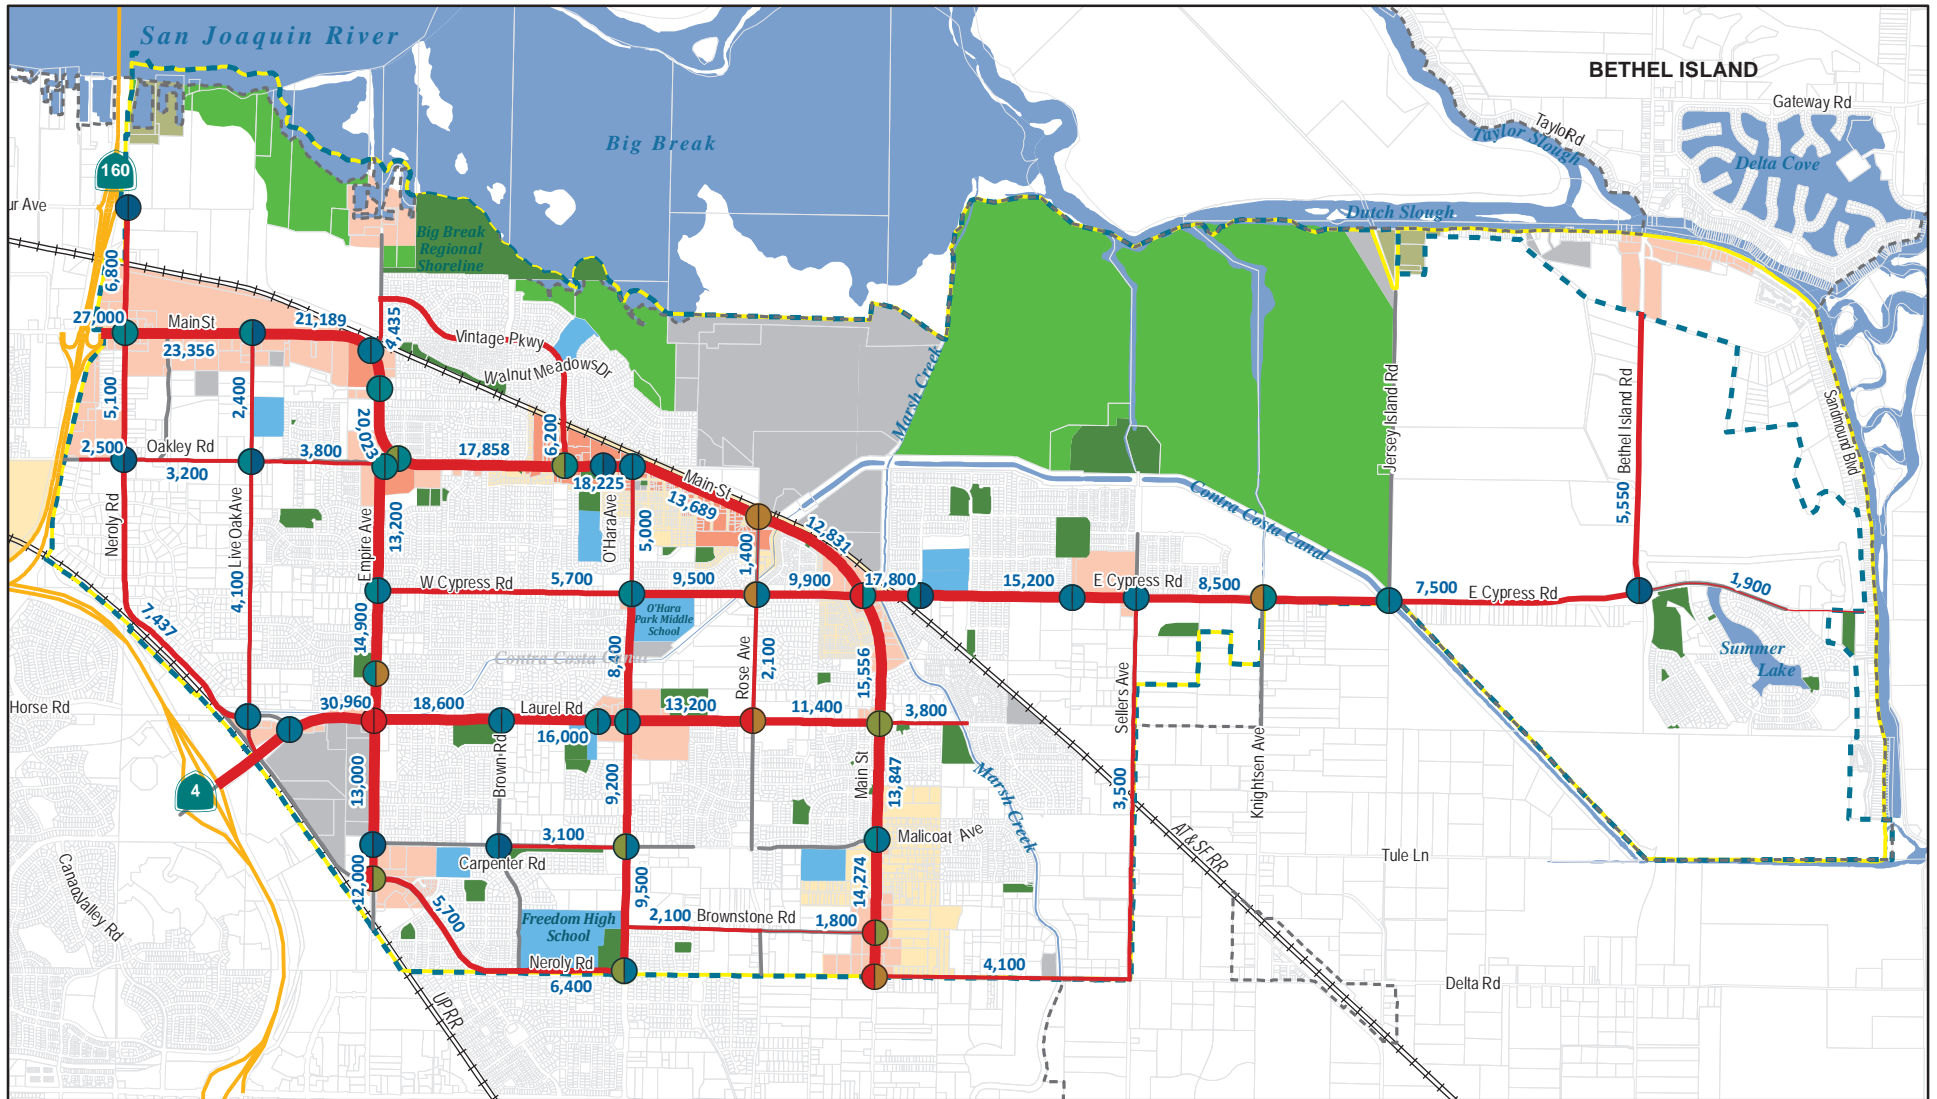 San Joaquin River
BETHEL ISLAND
Gateway Rd
Taylor Rd
Taylor Slough
Big Break
Delta Cove
160
ur Ave
Dutch Slough
Big Break
Regional
Shoreline
6,800
27,000
Main St
21,189
4,435
23,356
Vintage Pkwy
Walnut Meadows Dr
Marsh Creek
5,100
2,400
20,023
6,200
Jersey Island Rd
Bethel Island Rd
Sandmound Blvd
2,500
Oakley Rd
3,200
3,800
17,858
18,225
Main St
13,689
Contra Costa Canal
Neroly Rd
Live Oak Ave
Empire Ave
13,200
O'Hara Ave
5,000
1,400
12,831
5,550
4,100
W Cypress Rd
5,700
9,500
9,900
17,800
15,200
E Cypress Rd
8,500
7,500
E Cypress Rd
1,900
7,437
14,900
O'Hara
Park Middle
School
8,400
Contra Costa Canal
Rose Ave
2,100
15,556
Sellers Ave
Summer
Lake
Horse Rd
30,960
18,600
Laurel Rd
16,000
13,200
11,400
3,800
4
13,000
Brown Rd
9,200
Main St
13,847
Marsh Creek
3,500
Knightsen Ave
3,100
Carpenter Rd
Malicoat Ave
AT&SF RR
Tule Ln
Canada Valley Rd
12,000
5,700
9,500
14,274
Freedom High
School
2,100
Brownstone Rd
1,800
Neroly Rd
6,400
4,100
Delta Rd
UPRR